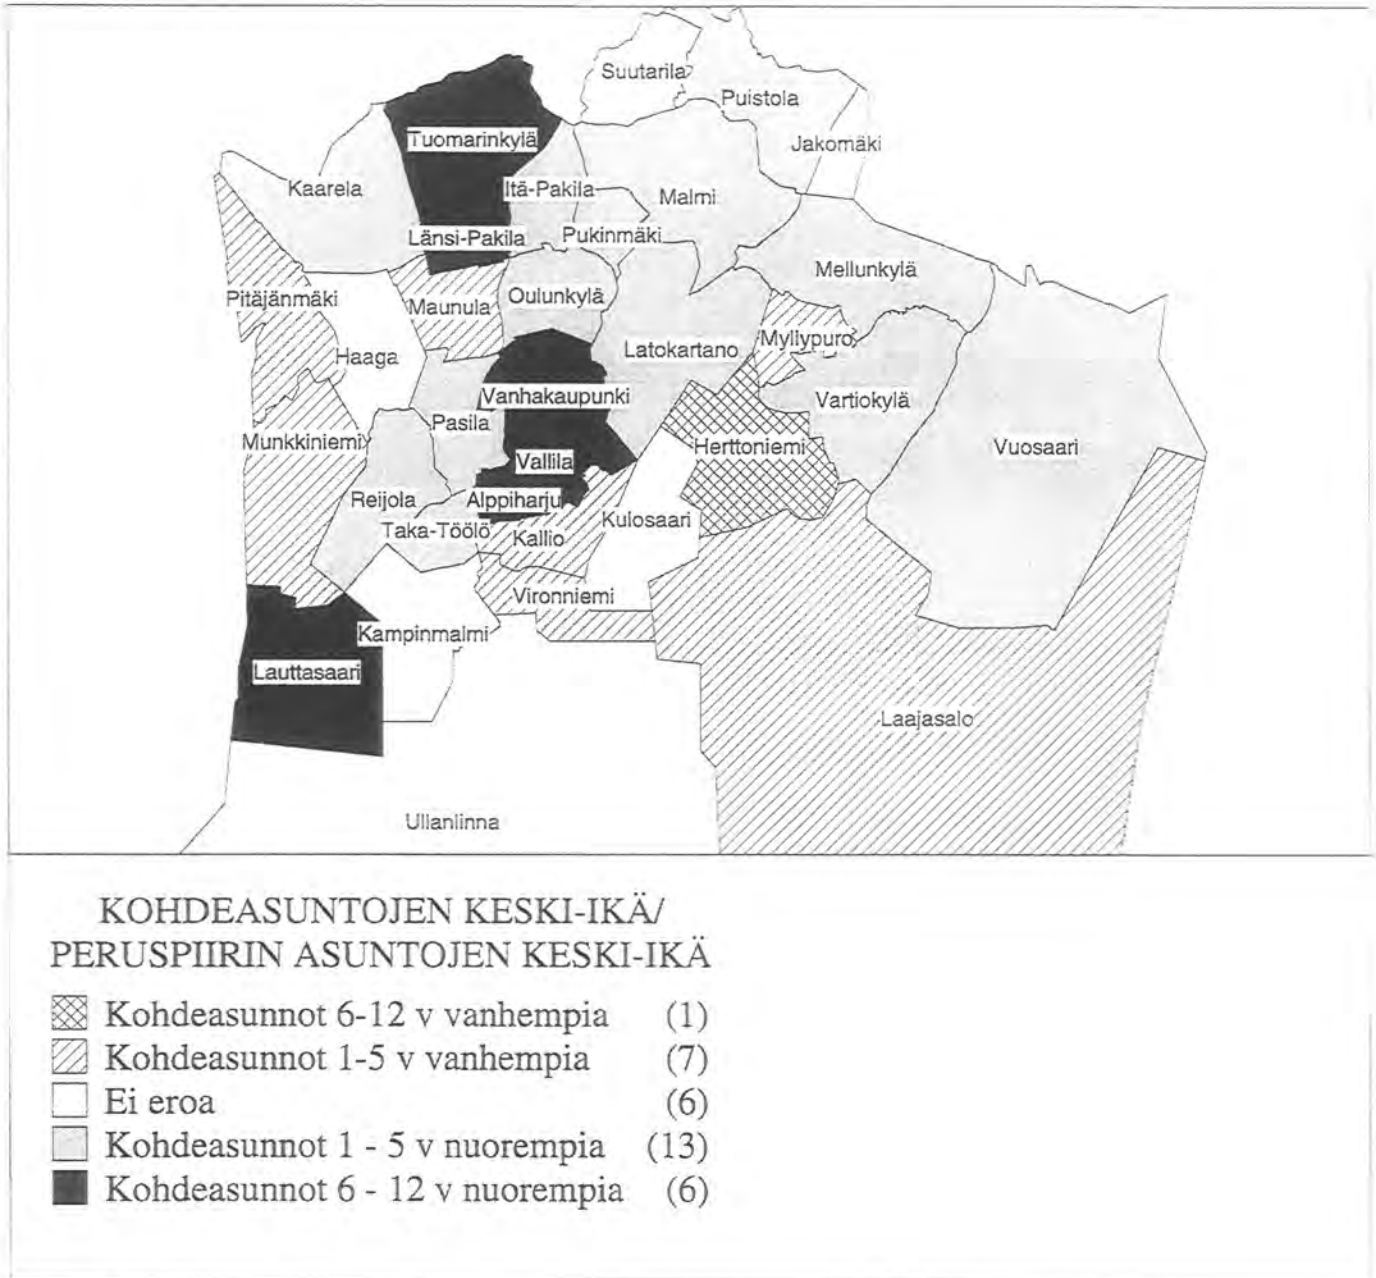 Suutarila
Puistola
Tuomarinkylä
Jakomäki
Kaarela
Itä-Pakila
Malmi
Länsi-Pakila
Pukinmäki
Mellunkylä
Pitäjänmäki
Maunula
Oulunkylä
Myllypuro
Haaga
Latokartano
Vanhakaupunki
Vartiokylä
Munkkiniemi
Pasila
Herttoniemi
Vuosaari
Vallila
Reijola
Alppiharju
Kulosaari
Taka-Töölö
Kallio
Vironniemi
Kampinmalmi
Lauttasaari
Laajasalo
Ullanlinna
KOHDEASUNTOJEN KESKI-IKÄ/
PERUSPIIRIN ASUNTOJEN KESKI-IKÄ
Kohdeasunnot 6-12 v vanhempia (1)
Kohdeasunnot 1-5 v vanhempia (7)
Ei eroa (6)
Kohdeasunnot 1 - 5 v nuorempia (13)
Kohdeasunnot 6 - 12 v nuorempia (6)